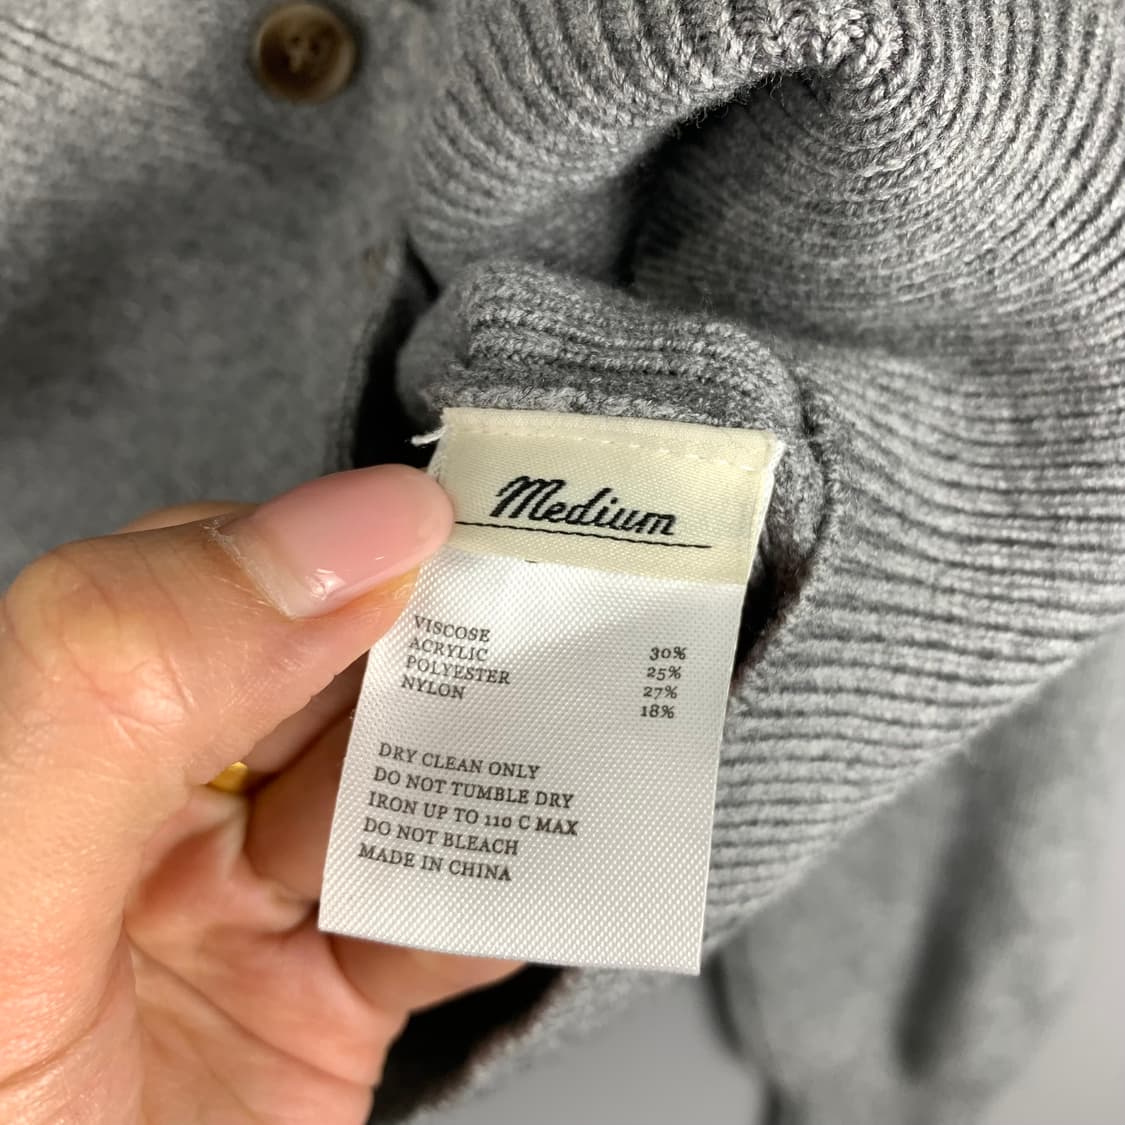 Medium
VISCOSE 30%
ACRYLIC 25%
POLYESTER 27%
NYLON 18%
DRY CLEAN ONLY
DO NOT TUMBLE DRY
IRON UP TO 110 C MAX
DO NOT BLEACH
MADE IN CHINA